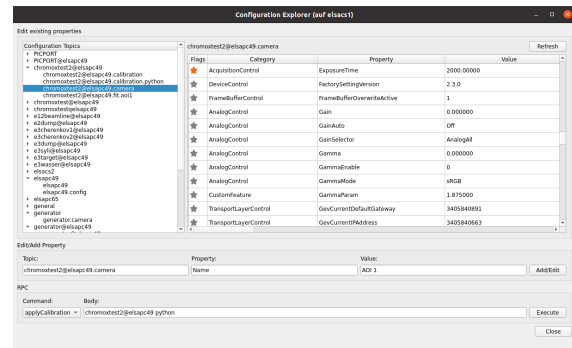 Configuration Explorer (auf elsacs1)
Edit existing properties
Configuration Topics
PICPORT
PICPORT@elsapc49
chromoxtest2@elsapc49
chromoxtest2@elsapc49.calibration
chromoxtest2@elsapc49.calibration.python
chromoxtest2@elsapc49.camera
chromoxtest2@elsapc49.fit.aoi1
chromoxtest@elsapc49
chromoxtestgelsapc49
e12beamline@elsapc49
e2dump@elsapc49
e3cherenkov1@elsapc49
e3cherenkov2@elsapc49
e3dump@elsapc49
e3syli@elsapc49
e3target@elsapc49
e3wasser@elsapc49
elsacs2
elsapc49
elsapc49
elsapc49.config
elsapc65
general
generator
generator.camera
generator@elsapc49
chromoxtest2@elsapc49.camera
Refresh
Flags Category Property Value
AcquisitionControl ExposureTime 2000.00000
DeviceControl FactorySettingVersion 2.3.0
FrameBufferControl FrameBufferOverwriteActive 1
AnalogControl Gain 0.000000
AnalogControl GainAuto Off
AnalogControl GainSelector AnalogAll
AnalogControl Gamma 0.000000
AnalogControl GammaEnable 0
AnalogControl GammaMode sRGB
CustomFeature GammaParam 1.875000
TransportLayerControl GevCurrentDefaultGateway 3405840891
TransportLayerControl GevCurrentIPAddress 3405840663
Edit/Add Property
Topic: Property: Value:
chromoxtest2@elsapc49.camera Name AOI 1 Add/Edit
RPC
Command: Body:
applyCalibration chromoxtest2@elsapc49 python Execute
Close